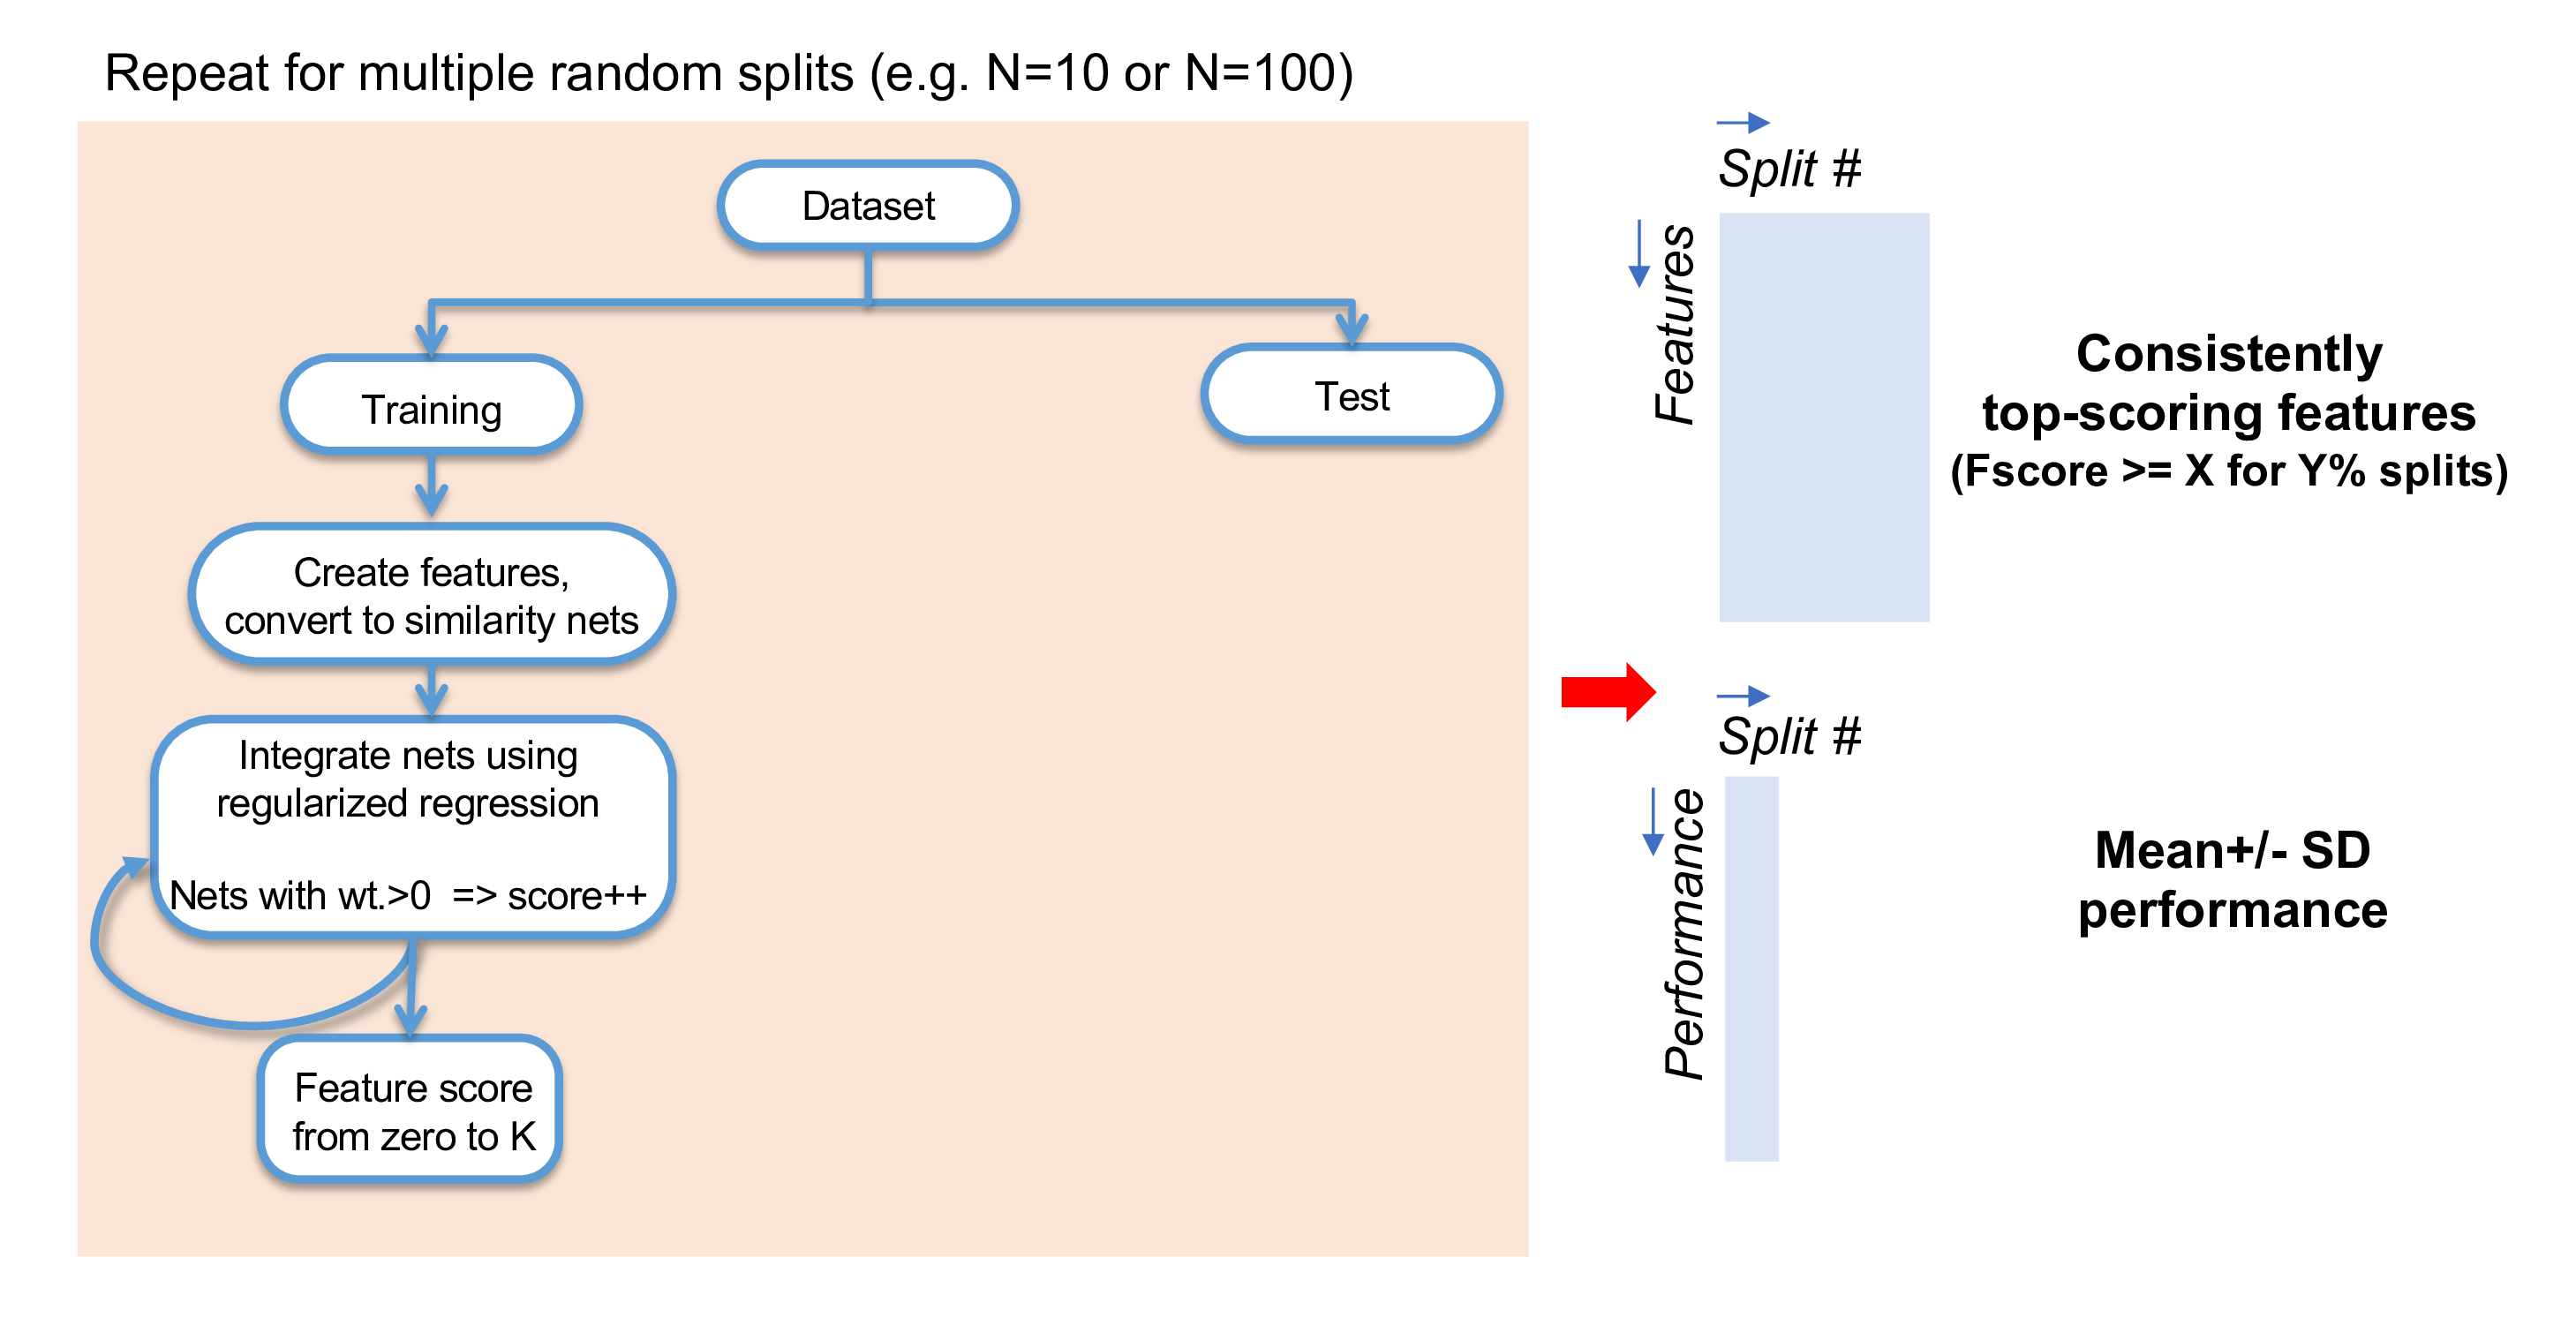 Repeat for multiple random splits (e.g. N=10 or N=100)
Dataset
Training
Test
Create features,
convert to similarity nets
Integrate nets using
regularized regression
Nets with wt.>0  => score++
Feature score
from zero to K
Split #
Features
Consistently
top-scoring features
(Fscore >= X for Y% splits)
Split #
Performance
Mean+/- SD
performance